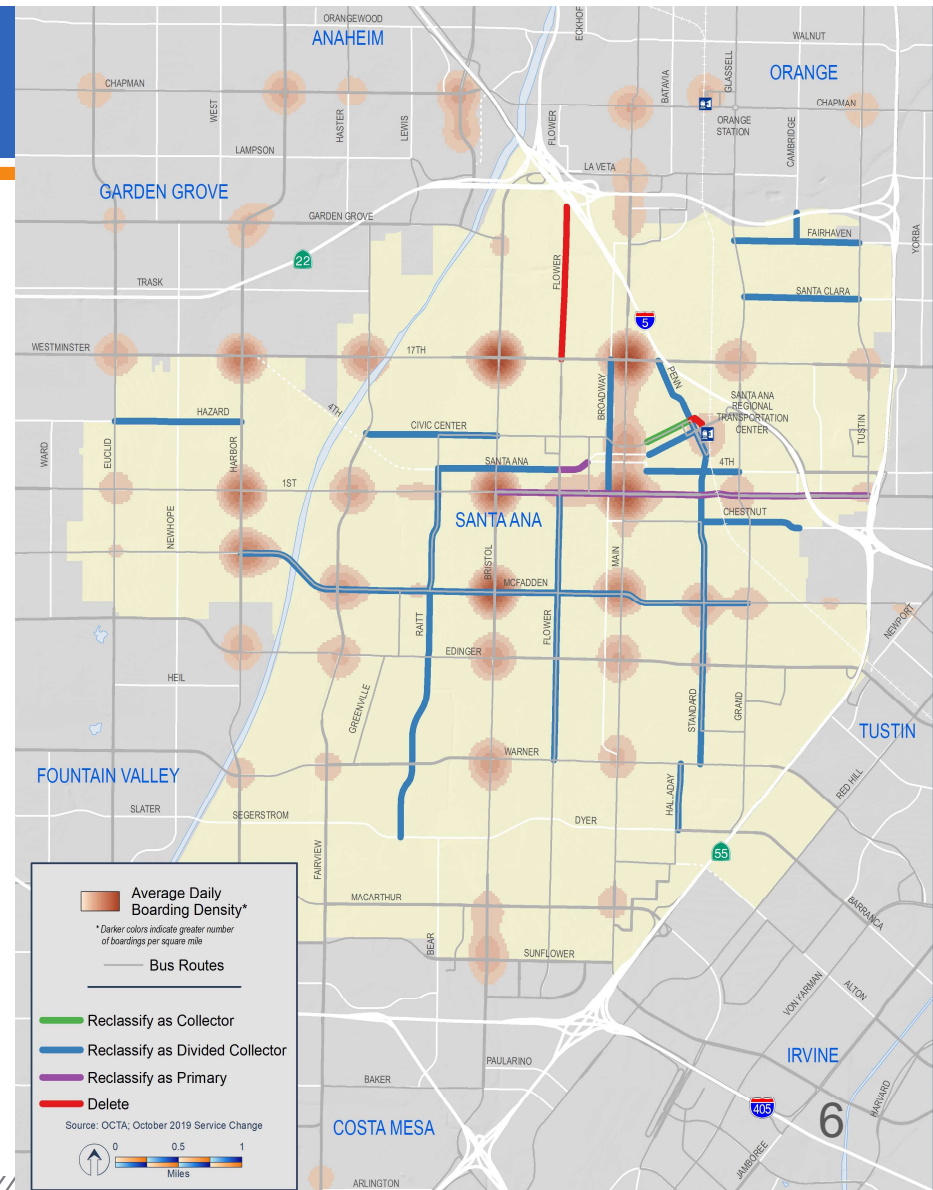 ORANGEWOOD
ANAHEIM
ECKHOF
WALNUT
ORANGE
CHAPMAN
WEST
HASTER
LEWIS
FLOWER
BATAVIA
GLASSELL
CHAPMAN
ORANGE
STATION
CAMBRIDGE
LAMPSON
LA VETA
GARDEN GROVE
GARDEN GROVE
22
FLOWER
FAIRHAVEN
YORBA
TRASK
SANTA CLARA
5
WESTMINSTER
17TH
PENN
BROADWAY
4TH
SANTA ANA
REGIONAL
TRANSPORTATION
CENTER
HAZARD
CIVIC CENTER
TUSTIN
WARD
EUCLID
HARBOR
SANTA ANA
4TH
1ST
NEWHOPE
SANTA ANA
CHESTNUT
BRISTOL
MAIN
MCFADDEN
RAITT
FLOWER
NEWPORT
EDINGER
HEIL
GREENVILLE
STANDARD
GRAND
TUSTIN
WARNER
FOUNTAIN VALLEY
HALLADAY
RED HILL
SLATER
SEGERSTROM
DYER
FAIRVIEW
55
MACARTHUR
BARRANCA
BEAR
SUNFLOWER
VON KARMAN
ALTON
PAULARINO
IRVINE
BAKER
HARVARD
405
6
COSTA MESA
JAMBOREE
ARLINGTON
Average Daily
Boarding Density*
* Darker colors indicate greater number
of boardings per square mile
Bus Routes
Reclassify as Collector
Reclassify as Divided Collector
Reclassify as Primary
Delete
Source: OCTA; October 2019 Service Change
0 0.5 1
Miles